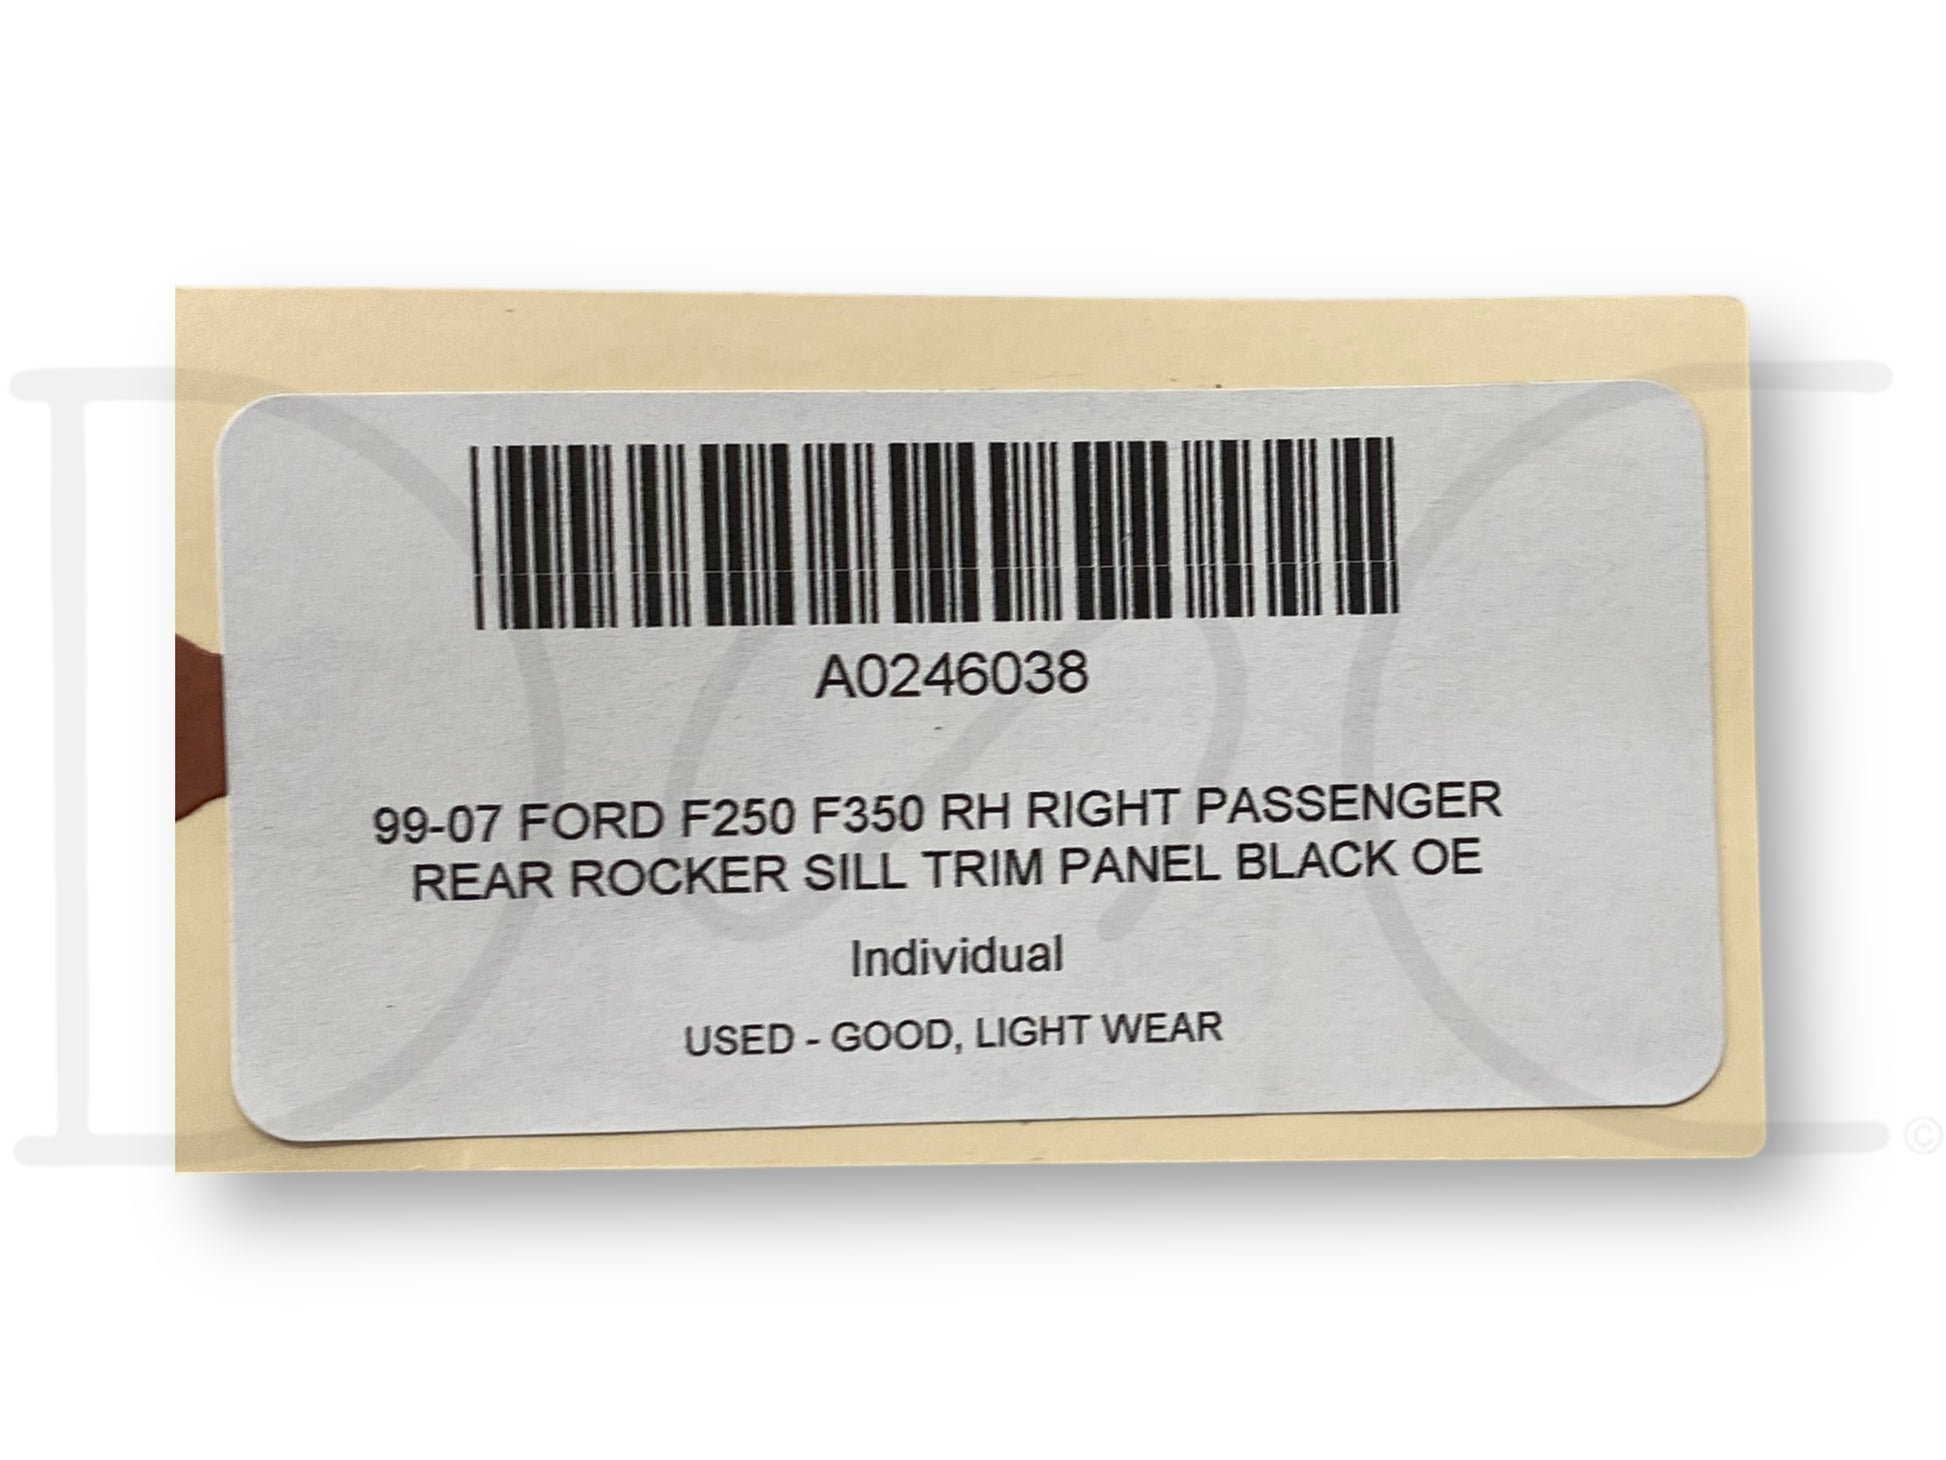 A0246038
99-07 FORD F250 F350 RH RIGHT PASSENGER
REAR ROCKER SILL TRIM PANEL BLACK OE
Individual
USED - GOOD, LIGHT WEAR
©